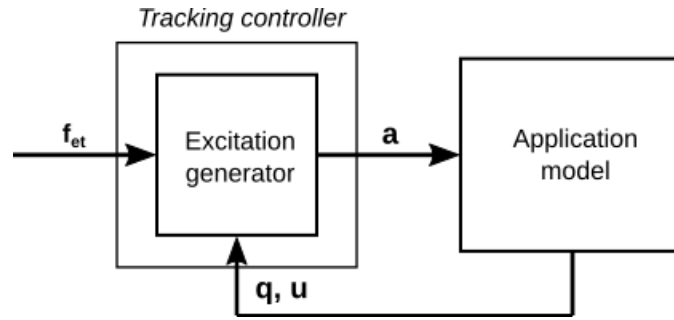 Tracking controller
f_et
Excitation
generator
a
Application
model
q, u